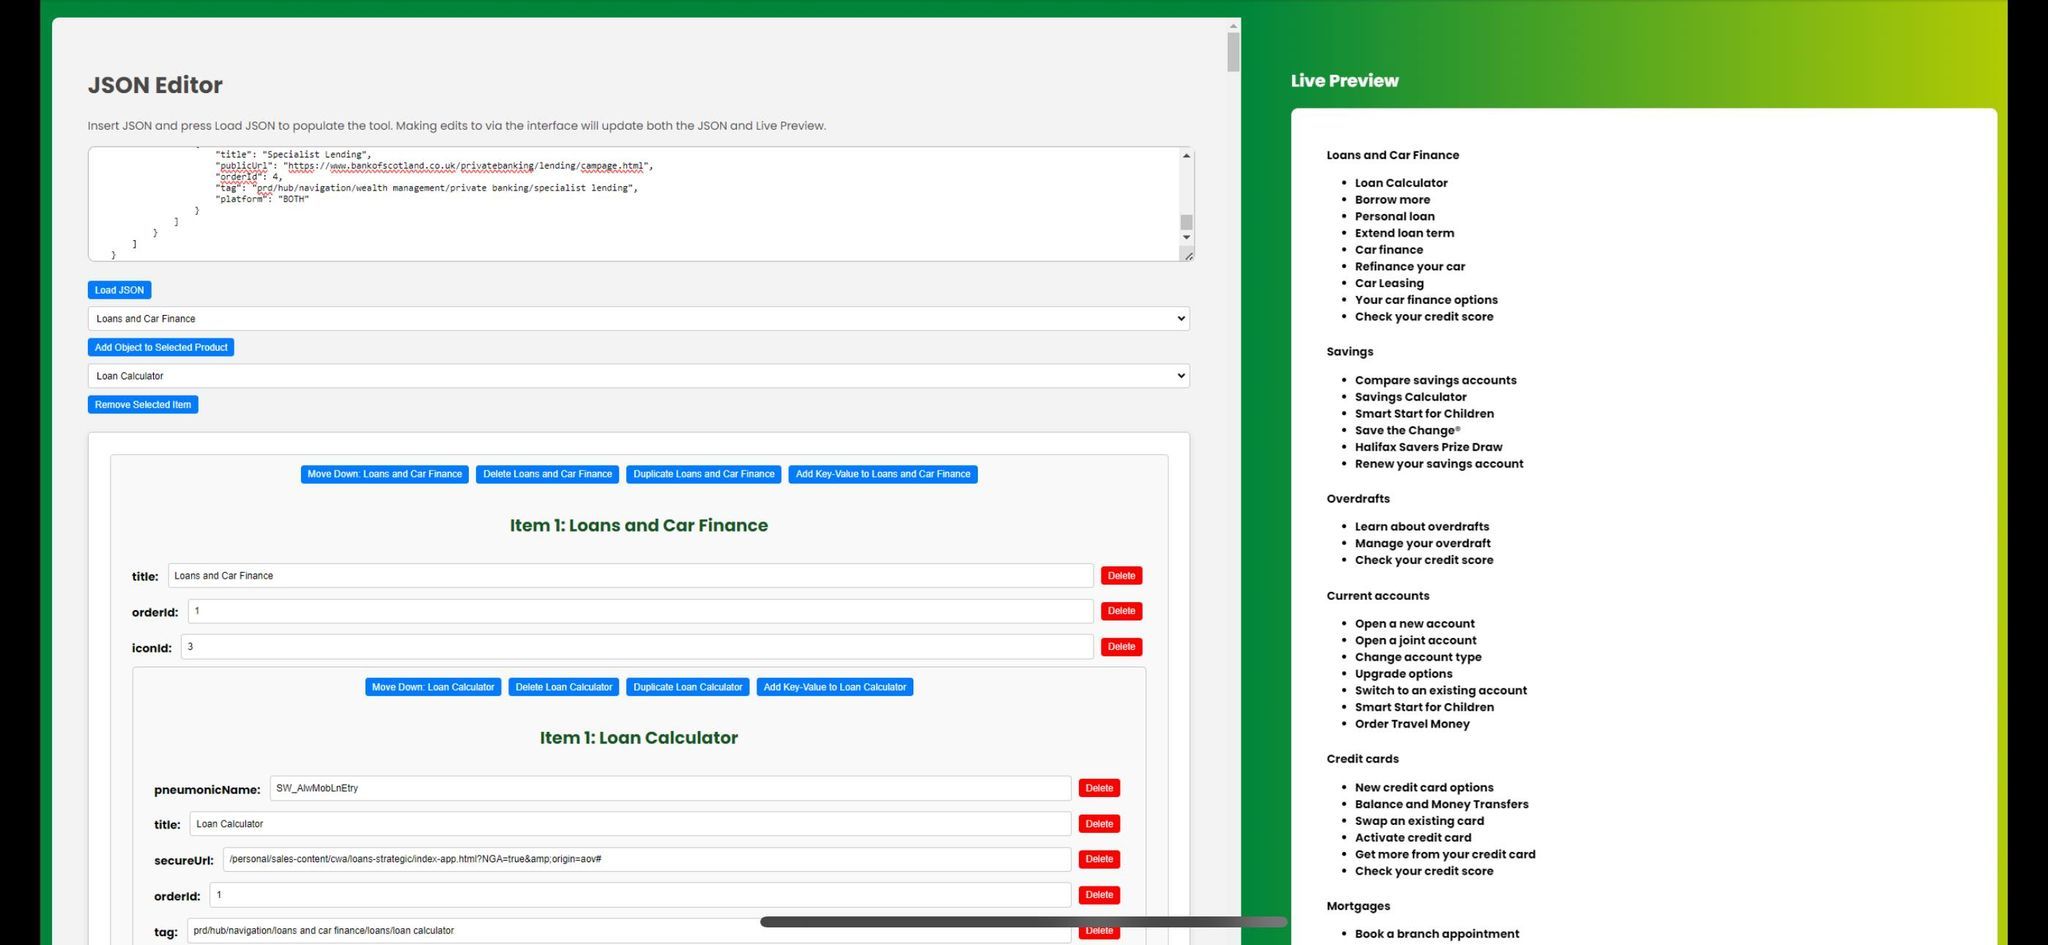 JSON Editor
Insert JSON and press Load JSON to populate the tool. Making edits to via the interface will update both the JSON and Live Preview.
"title": "Specialist Lending",
"publicUrl": "https://www.bankofscotland.co.uk/privatebanking/lending/campage.html",
"orderId": 4,
"tag": "prd/hub/navigation/wealth management/private banking/specialist lending",
"platform": "BOTH"
}
]
}
]
}
Load JSON
Loans and Car Finance
Add Object to Selected Product
Loan Calculator
Remove Selected Item
Move Down: Loans and Car Finance Delete Loans and Car Finance Duplicate Loans and Car Finance Add Key-Value to Loans and Car Finance
Item 1: Loans and Car Finance
title: Loans and Car Finance Delete
orderId: 1 Delete
iconId: 3 Delete
Move Down: Loan Calculator Delete Loan Calculator Duplicate Loan Calculator Add Key-Value to Loan Calculator
Item 1: Loan Calculator
pneumonicName: SW_AlwMobLnEtry Delete
title: Loan Calculator Delete
secureUrl: /personal/sales-content/cwa/loans-strategic/index-app.html?NGA=true&amp;origin=aov# Delete
orderId: 1 Delete
tag: prd/hub/navigation/loans and car finance/loans/loan calculator Delete
Live Preview
Loans and Car Finance
• Loan Calculator
• Borrow more
• Personal loan
• Extend loan term
• Car finance
• Refinance your car
• Car Leasing
• Your car finance options
• Check your credit score
Savings
• Compare savings accounts
• Savings Calculator
• Smart Start for Children
• Save the Change®
• Halifax Savers Prize Draw
• Renew your savings account
Overdrafts
• Learn about overdrafts
• Manage your overdraft
• Check your credit score
Current accounts
• Open a new account
• Open a joint account
• Change account type
• Upgrade options
• Switch to an existing account
• Smart Start for Children
• Order Travel Money
Credit cards
• New credit card options
• Balance and Money Transfers
• Swap an existing card
• Activate credit card
• Get more from your credit card
• Check your credit score
Mortgages
• Book a branch appointment